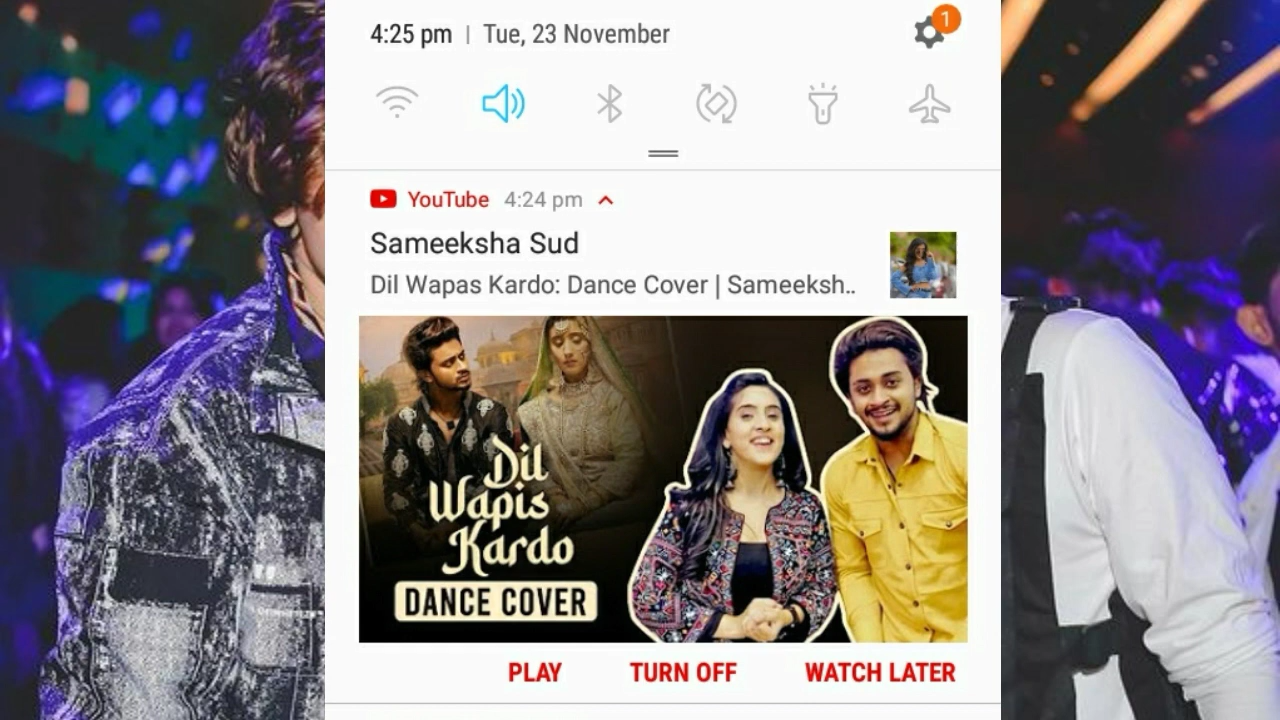 4:25 pm | Tue, 23 November
1
YouTube 4:24 pm
Sameeksha Sud
Dil Wapas Kardo: Dance Cover | Sameeksh..
Dil
Wapis
Kardo
DANCE COVER
PLAY TURN OFF WATCH LATER